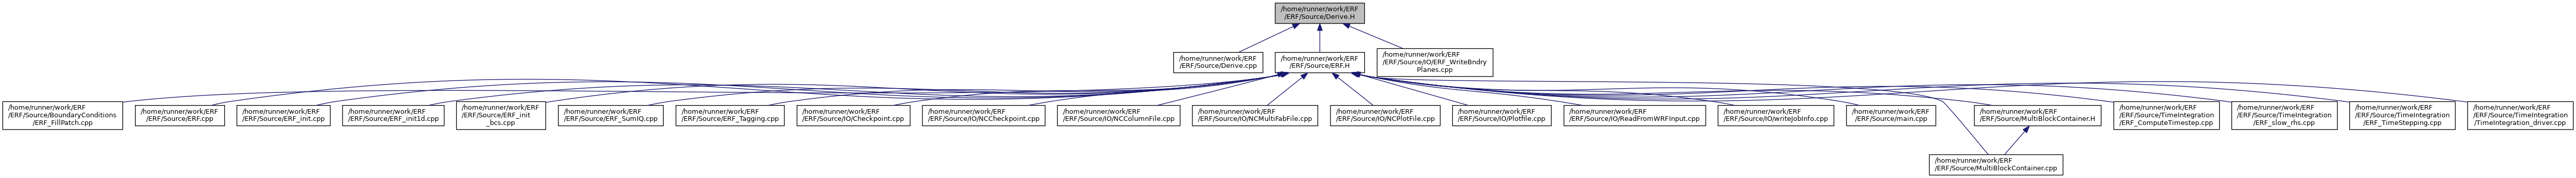 /home/runner/work/ERF
/ERF/Source/Derive.H
/home/runner/work/ERF
/ERF/Source/Derive.cpp
/home/runner/work/ERF
/ERF/Source/ERF.H
/home/runner/work/ERF
/ERF/Source/IO/ERF_WriteBndry
Planes.cpp
/home/runner/work/ERF
/ERF/Source/BoundaryConditions
/ERF_FillPatch.cpp
/home/runner/work/ERF
/ERF/Source/ERF.cpp
/home/runner/work/ERF
/ERF/Source/ERF_init.cpp
/home/runner/work/ERF
/ERF/Source/ERF_init1d.cpp
/home/runner/work/ERF
/ERF/Source/ERF_init
_bcs.cpp
/home/runner/work/ERF
/ERF/Source/ERF_SumIQ.cpp
/home/runner/work/ERF
/ERF/Source/ERF_Tagging.cpp
/home/runner/work/ERF
/ERF/Source/IO/Checkpoint.cpp
/home/runner/work/ERF
/ERF/Source/IO/NCCheckpoint.cpp
/home/runner/work/ERF
/ERF/Source/IO/NCColumnFile.cpp
/home/runner/work/ERF
/ERF/Source/IO/NCMultiFabFile.cpp
/home/runner/work/ERF
/ERF/Source/IO/NCPlotFile.cpp
/home/runner/work/ERF
/ERF/Source/IO/Plotfile.cpp
/home/runner/work/ERF
/ERF/Source/IO/ReadFromWRFInput.cpp
/home/runner/work/ERF
/ERF/Source/IO/writeJobInfo.cpp
/home/runner/work/ERF
/ERF/Source/main.cpp
/home/runner/work/ERF
/ERF/Source/MultiBlockContainer.H
/home/runner/work/ERF
/ERF/Source/TimeIntegration
/ERF_ComputeTimestep.cpp
/home/runner/work/ERF
/ERF/Source/TimeIntegration
/ERF_slow_rhs.cpp
/home/runner/work/ERF
/ERF/Source/TimeIntegration
/ERF_TimeStepping.cpp
/home/runner/work/ERF
/ERF/Source/TimeIntegration
/TimeIntegration_driver.cpp
/home/runner/work/ERF
/ERF/Source/MultiBlockContainer.cpp